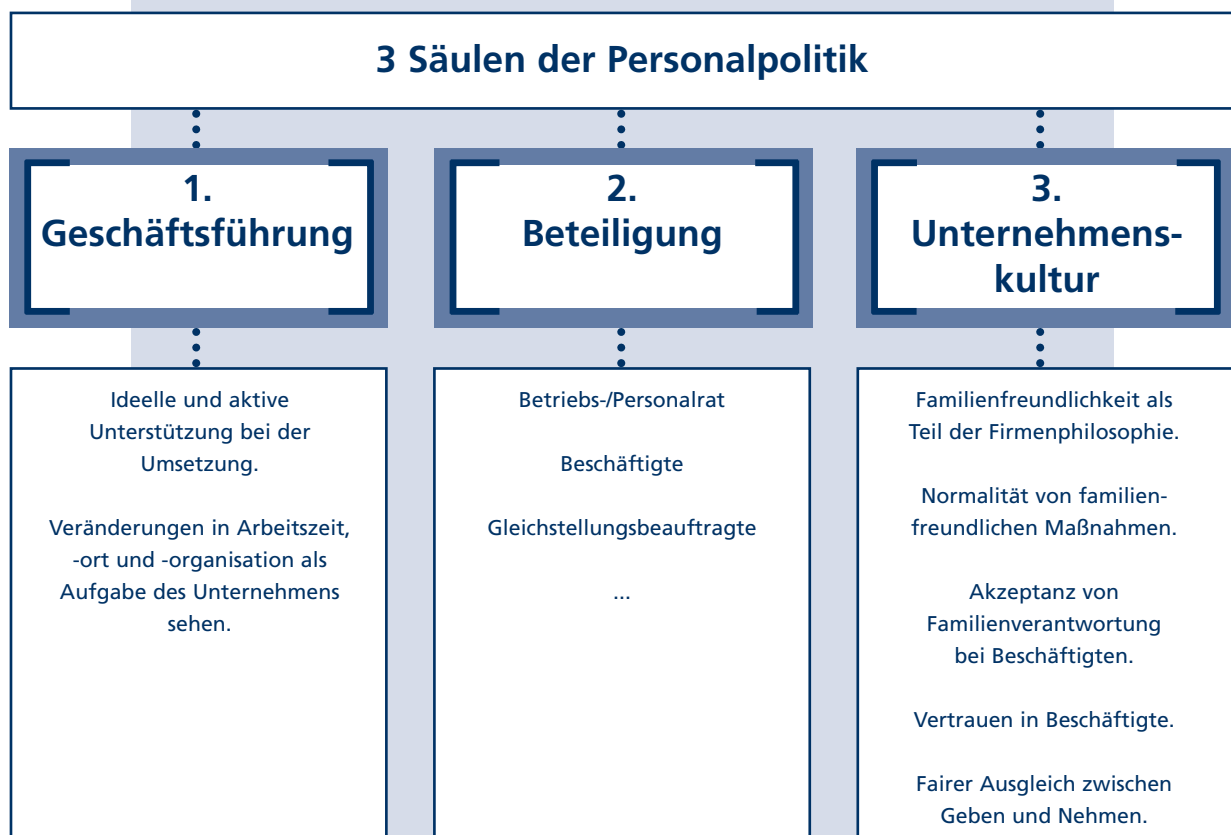 3 Säulen der Personalpolitik
1.
Geschäftsführung
2.
Beteiligung
3.
Unternehmens-
kultur
Ideelle und aktive
Unterstützung bei der
Umsetzung.
Veränderungen in Arbeitszeit,
-ort und -organisation als
Aufgabe des Unternehmens
sehen.
Betriebs-/Personalrat
Beschäftigte
Gleichstellungsbeauftragte
...
Familienfreundlichkeit als
Teil der Firmenphilosophie.
Normalität von familien-
freundlichen Maßnahmen.
Akzeptanz von
Familienverantwortung
bei Beschäftigten.
Vertrauen in Beschäftigte.
Fairer Ausgleich zwischen
Geben und Nehmen.